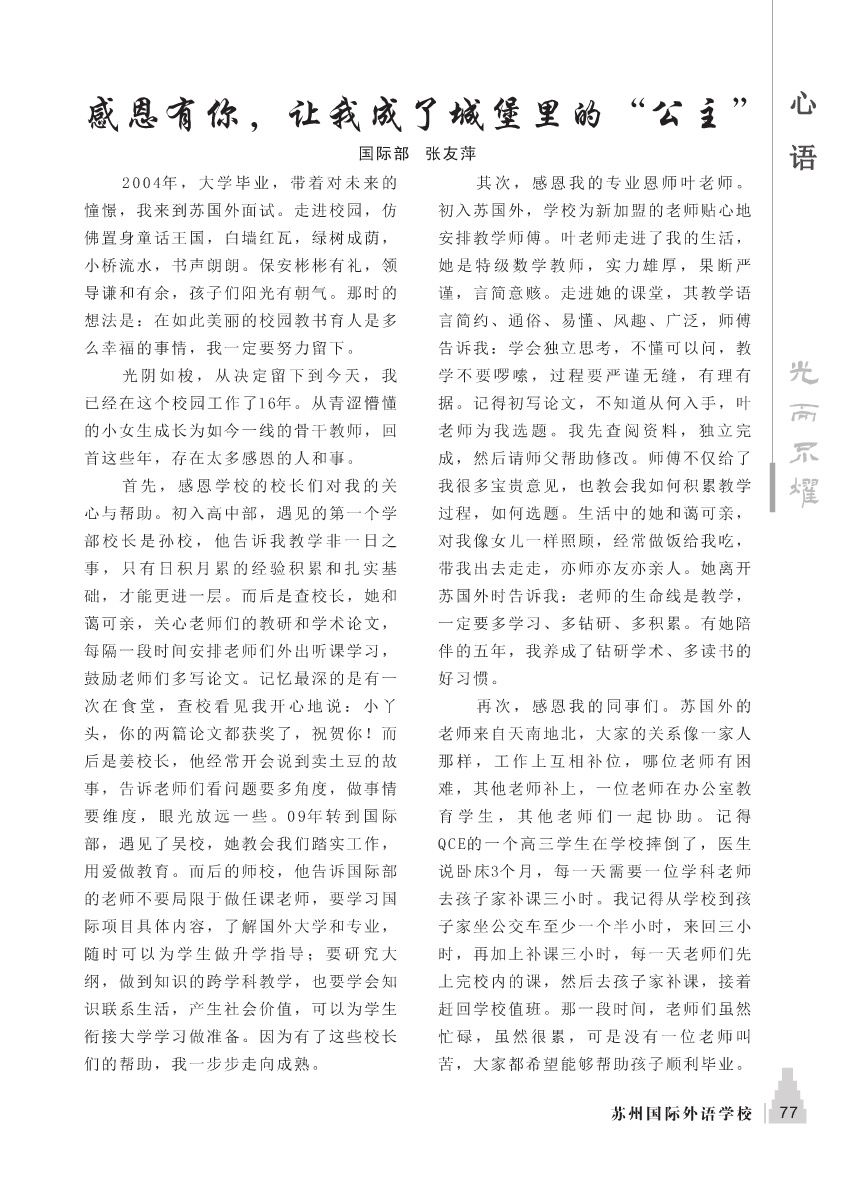 感恩有你，让我成了城堡里的“公主”
国际部 张友萍
2004年，大学毕业，带着对未来的
憧憬，我来到苏国外面试。走进校园，仿
佛置身童话王国，白墙红瓦，绿树成荫，
小桥流水，书声朗朗。保安彬彬有礼，领
导谦和有余，孩子们阳光有朝气。那时的
想法是：在如此美丽的校园教书育人是多
么幸福的事情，我一定要努力留下。
光阴如梭，从决定留下到今天，我
已经在这个校园工作了16年。从青涩懵懂
的小女生成长为如今一线的骨干教师，回
首这些年，存在太多感恩的人和事。
首先，感恩学校的校长们对我的关
心与帮助。初入高中部，遇见的第一个学
部校长是孙校，他告诉我教学非一日之
事，只有日积月累的经验积累和扎实基
础，才能更进一层。而后是查校长，她和
蔼可亲，关心老师们的教研和学术论文，
每隔一段时间安排老师们外出听课学习，
鼓励老师们多写论文。记忆最深的是有一
次在食堂，查校看见我开心地说：小丫
头，你的两篇论文都获奖了，祝贺你！而
后是姜校长，他经常开会说到卖土豆的故
事，告诉老师们看问题要多角度，做事情
要维度，眼光放远一些。09年转到国际
部，遇见了吴校，她教会我们踏实工作，
用爱做教育。而后的师校，他告诉国际部
的老师不要局限于做任课老师，要学习国
际项目具体内容，了解国外大学和专业，
随时可以为学生做升学指导；要研究大
纲，做到知识的跨学科教学，也要学会知
识联系生活，产生社会价值，可以为学生
衔接大学学习做准备。因为有了这些校长
们的帮助，我一步步走向成熟。
其次，感恩我的专业恩师叶老师。
初入苏国外，学校为新加盟的老师贴心地
安排教学师傅。叶老师走进了我的生活，
她是特级数学教师，实力雄厚，果断严
谨，言简意赅。走进她的课堂，其教学语
言简约、通俗、易懂、风趣、广泛，师傅
告诉我：学会独立思考，不懂可以问，教
学不要啰嗦，过程要严谨无缝，有理有
据。记得初写论文，不知道从何入手，叶
老师为我选题。我先查阅资料，独立完
成，然后请师父帮助修改。师傅不仅给了
我很多宝贵意见，也教会我如何积累教学
过程，如何选题。生活中的她和蔼可亲，
对我像女儿一样照顾，经常做饭给我吃，
带我出去走走，亦师亦友亦亲人。她离开
苏国外时告诉我：老师的生命线是教学，
一定要多学习、多钻研、多积累。有她陪
伴的五年，我养成了钻研学术、多读书的
好习惯。
再次，感恩我的同事们。苏国外的
老师来自天南地北，大家的关系像一家人
那样，工作上互相补位，哪位老师有困
难，其他老师补上，一位老师在办公室教
育学生，其他老师们一起协助。记得
QCE的一个高三学生在学校摔倒了，医生
说卧床3个月，每一天需要一位学科老师
去孩子家补课三小时。我记得从学校到孩
子家坐公交车至少一个半小时，来回三小
时，再加上补课三小时，每一天老师们先
上完校内的课，然后去孩子家补课，接着
赶回学校值班。那一段时间，老师们虽然
忙碌，虽然很累，可是没有一位老师叫
苦，大家都希望能够帮助孩子顺利毕业。
心
语
光
而
不
耀
苏州国际外语学校 77